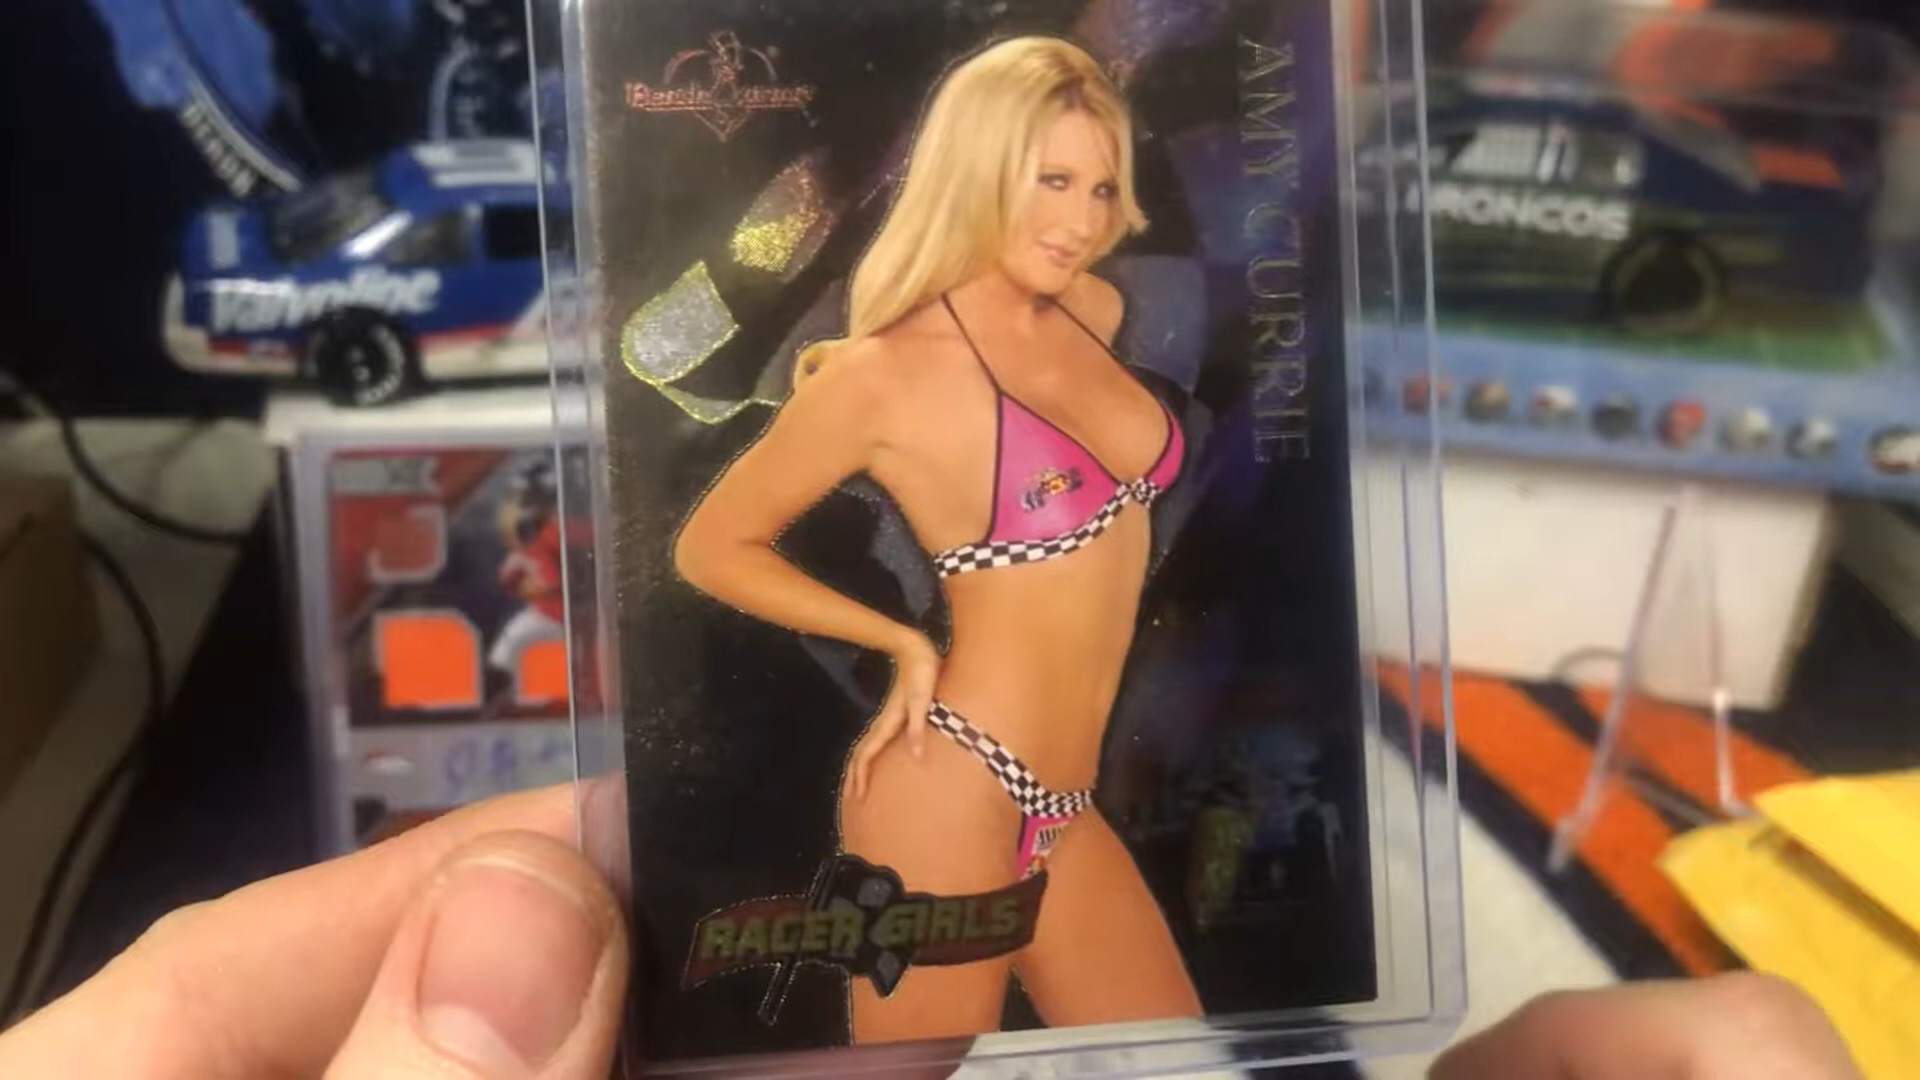 BenchWarmer
AMY CURRIE
Valvoline
BRONCOS
RACER GIRLS